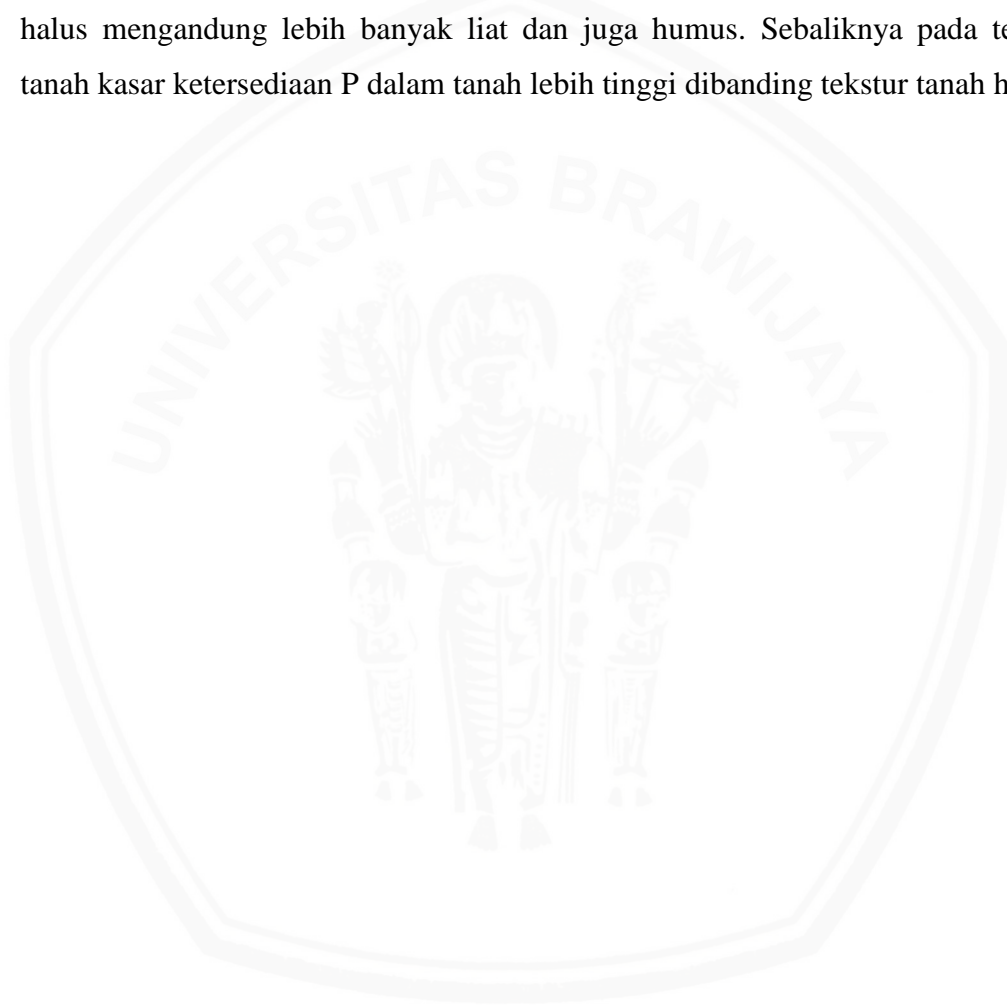 halus mengandung lebih banyak liat dan juga humus. Sebaliknya pada te
tanah kasar ketersediaan P dalam tanah lebih tinggi dibanding tekstur tanah h
UNIVERSITAS BRAWIJAYA